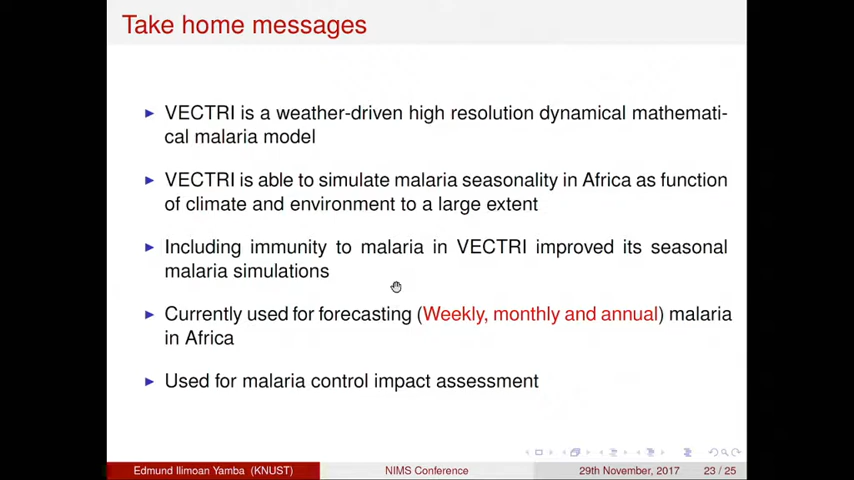 Take home messages
VECTRI is a weather-driven high resolution dynamical mathemati-
cal malaria model
VECTRI is able to simulate malaria seasonality in Africa as function
of climate and environment to a large extent
Including immunity to malaria in VECTRI improved its seasonal
malaria simulations
Currently used for forecasting (Weekly, monthly and annual) malaria
in Africa
Used for malaria control impact assessment
Edmund Ilimoan Yamba (KNUST) NIMS Conference 29th November, 2017 23 / 25